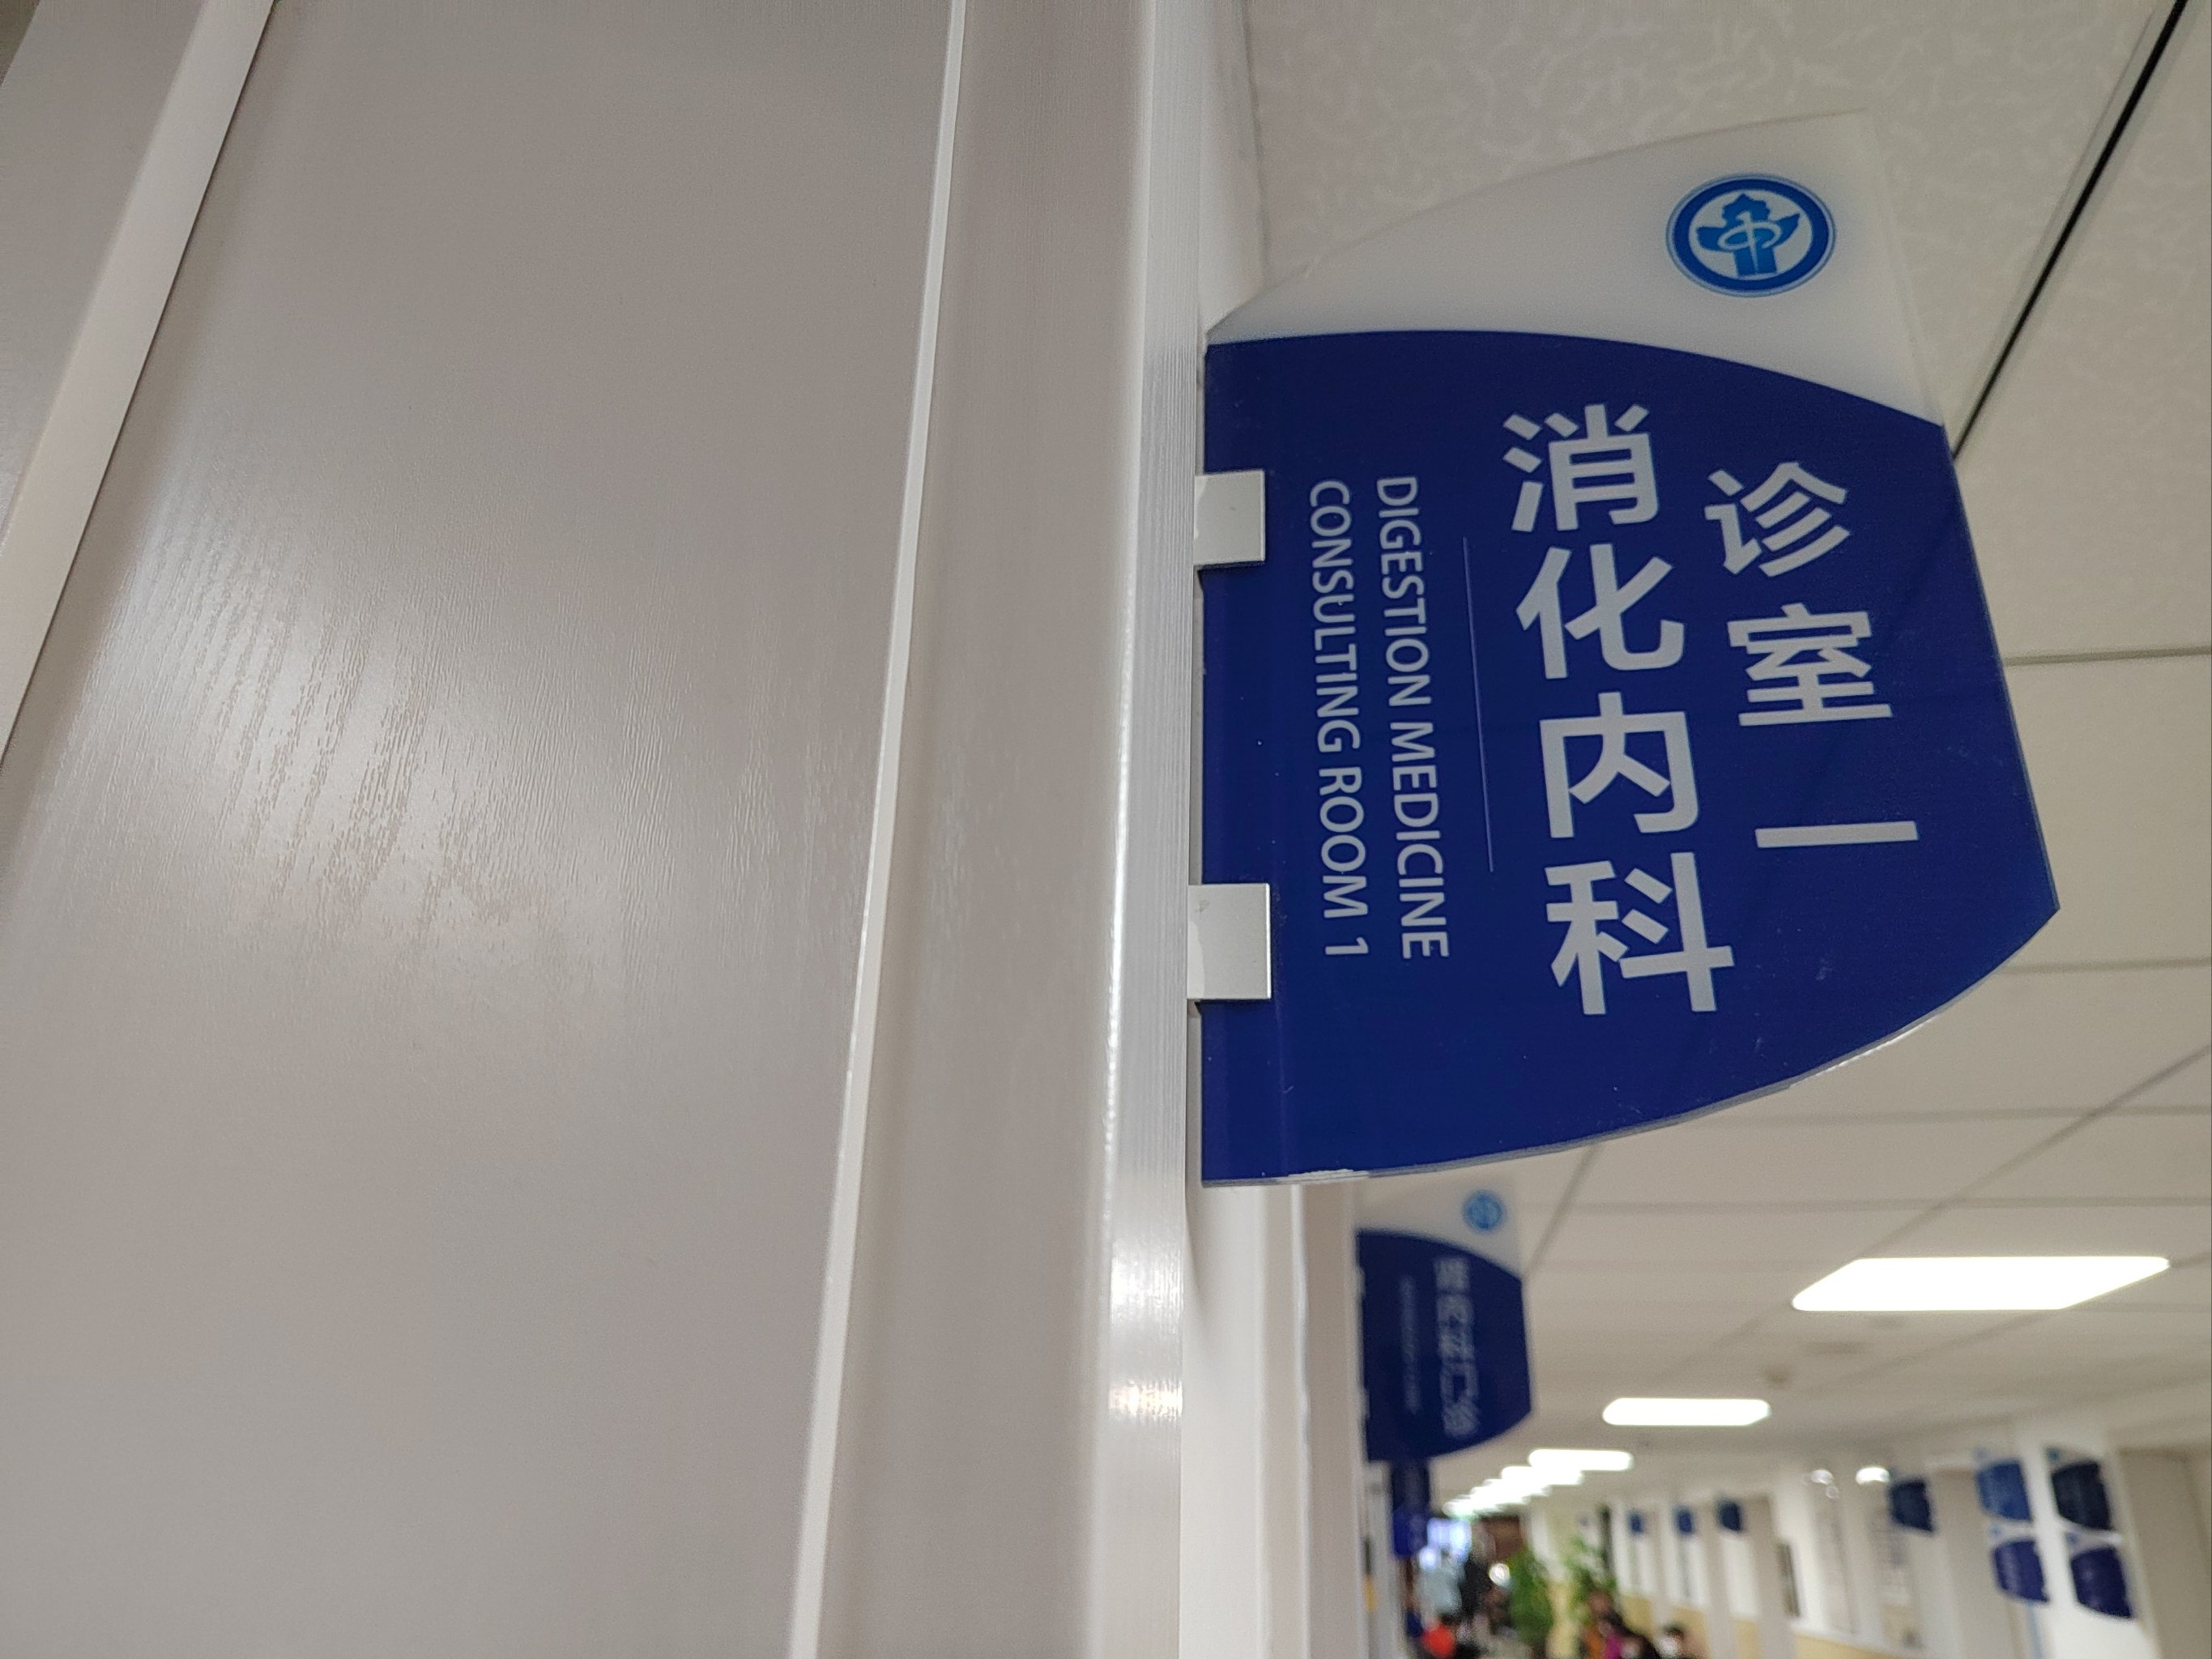 诊室一
消化内科
DIGESTION MEDICINE
CONSULTING ROOM 1